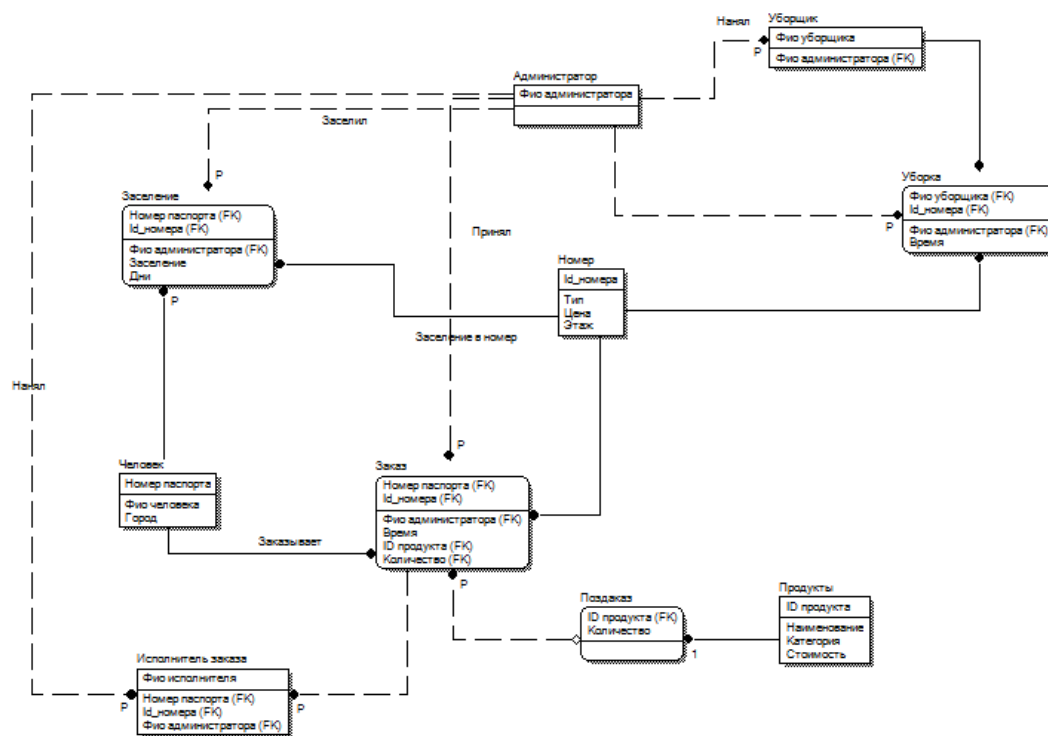 Уборщик
Нанял
Фио уборщика
P
Фио администратора (FK)
Администратор
Фио администратора
Заселил
P
Заселение
Номер паспорта (FK)
Id_номера (FK)
Фио администратора (FK)
Заселение
Дни
P
Уборка
Фио уборщика (FK)
Id_номера (FK)
P
Фио администратора (FK)
Время
Принял
Номер
Id_номера
Тип
Цена
Этаж
Заселение в номер
Нанял
P
Человек
Номер паспорта
Фио человека
Город
Заказ
Номер паспорта (FK)
Id_номера (FK)
Фио администратора (FK)
Время
ID продукта (FK)
Количество (FK)
Заказывает
P
Поздаказ
ID продукта (FK)
Количество
1
Продукты
ID продукта
Наименование
Категория
Стоимость
Исполнитель заказа
Фио исполнителя
P
Номер паспорта (FK)
Id_номера (FK)
Фио администратора (FK)
P